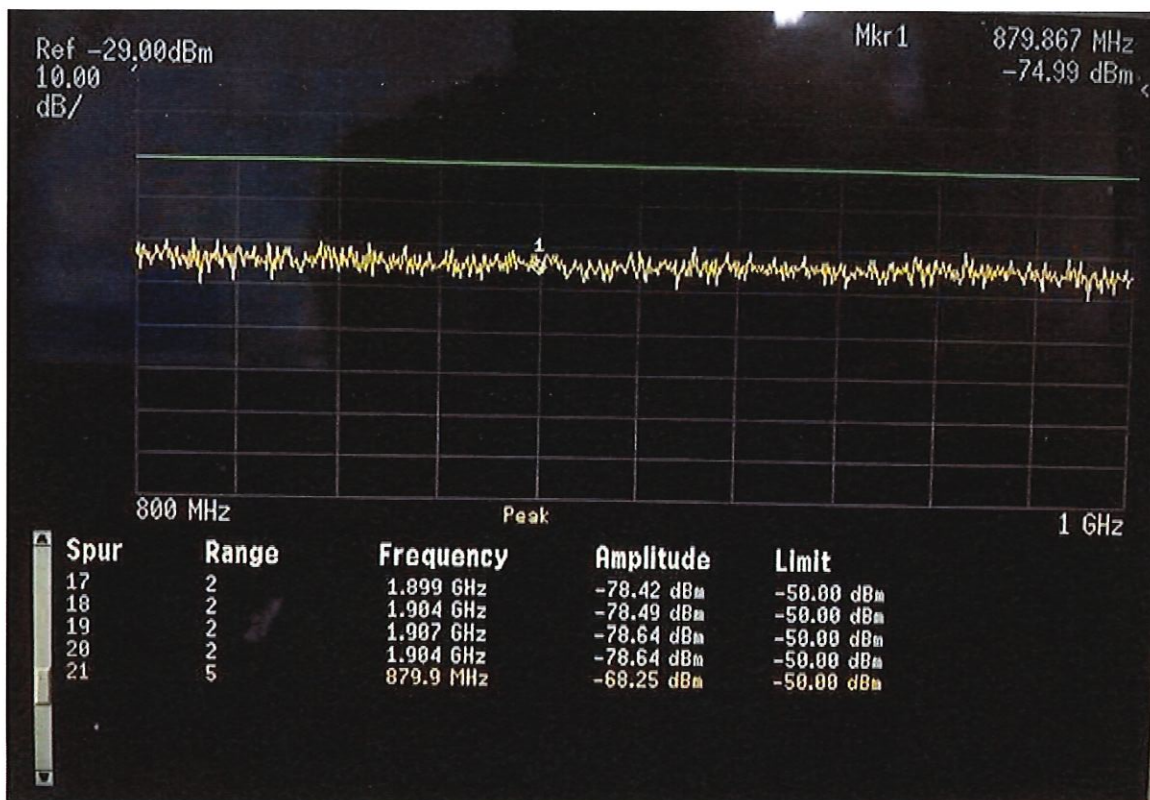 Ref -29.00dBm
10.00
dB/
Mkr1 879.867 MHz
-74.99 dBm
1
800 MHz Peak 1 GHz
Spur Range Frequency Amplitude Limit
17 2 1.899 GHz -78.42 dBm -50.00 dBm
18 2 1.904 GHz -78.49 dBm -50.00 dBm
19 2 1.907 GHz -78.64 dBm -50.00 dBm
20 2 1.904 GHz -78.64 dBm -50.00 dBm
21 5 879.9 MHz -68.25 dBm -50.00 dBm